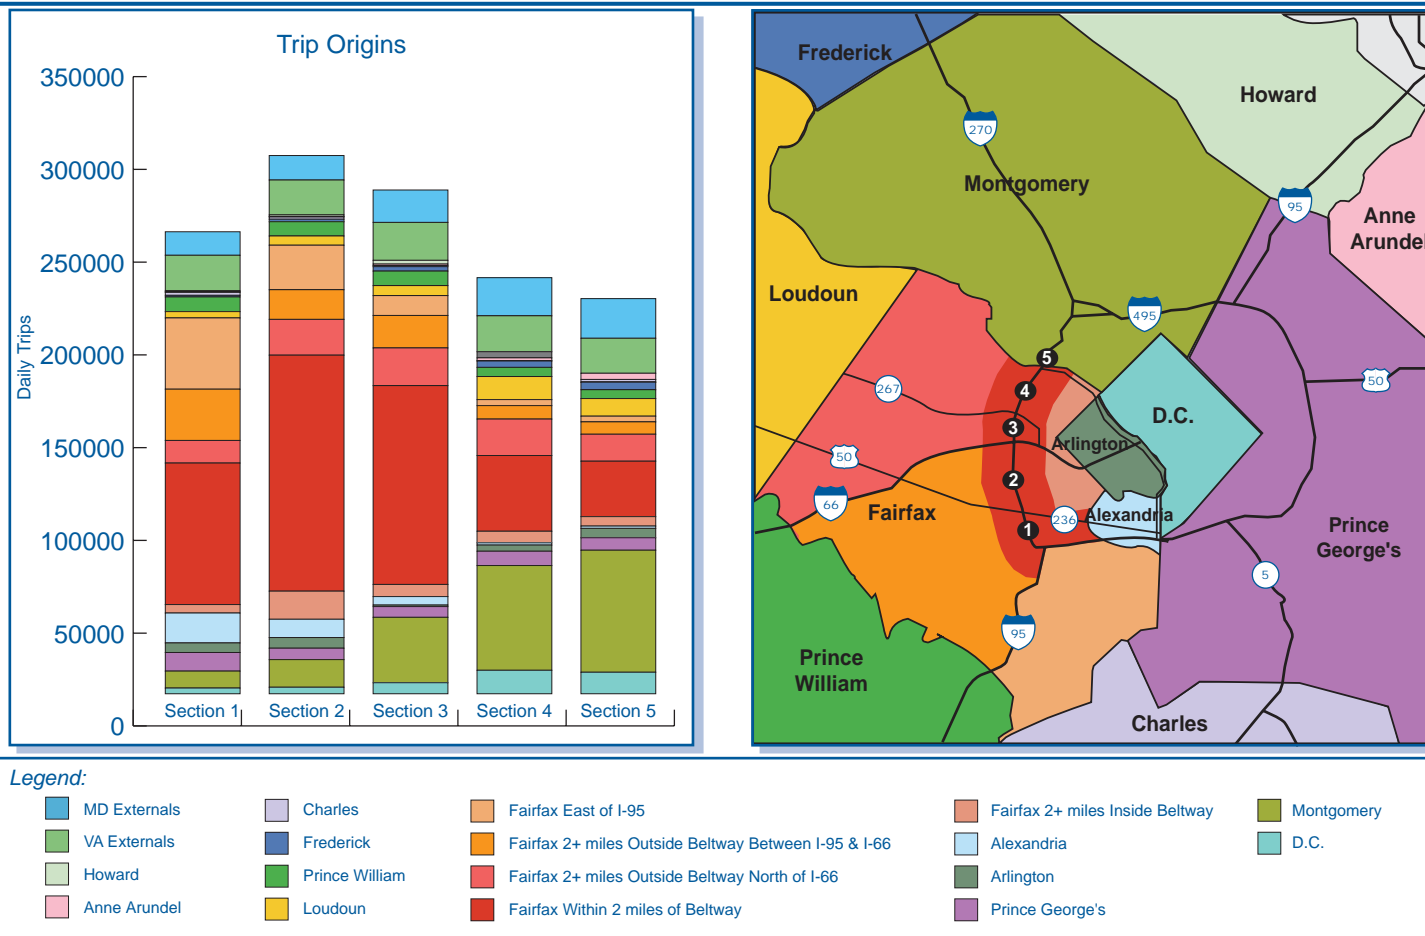 Trip Origins
350000
300000
250000
200000
150000
100000
50000
0
Daily Trips
Section 1
Section 2
Section 3
Section 4
Section 5
Frederick
Howard
270
Montgomery
95
Anne
Arundel
Loudoun
495
5
50
267
4
D.C.
3
Arlington
50
2
66
Fairfax
236
Alexandria
1
Prince
George's
5
95
Prince
William
Charles
Legend:
MD Externals
VA Externals
Howard
Anne Arundel
Charles
Frederick
Prince William
Loudoun
Fairfax East of I-95
Fairfax 2+ miles Outside Beltway Between I-95 & I-66
Fairfax 2+ miles Outside Beltway North of I-66
Fairfax Within 2 miles of Beltway
Fairfax 2+ miles Inside Beltway
Alexandria
Arlington
Prince George's
Montgomery
D.C.